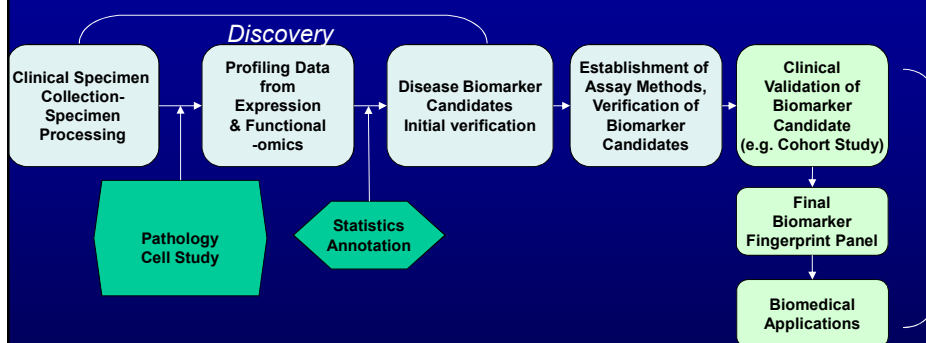 Discovery
Clinical Specimen
Collection-
Specimen
Processing
Profiling Data
from
Expression
& Functional
-omics
Disease Biomarker
Candidates
Initial verification
Establishment of
Assay Methods,
Verification of
Biomarker
Candidates
Clinical
Validation of
Biomarker
Candidate
(e.g. Cohort Study)
Pathology
Cell Study
Statistics
Annotation
Final
Biomarker
Fingerprint Panel
Biomedical
Applications